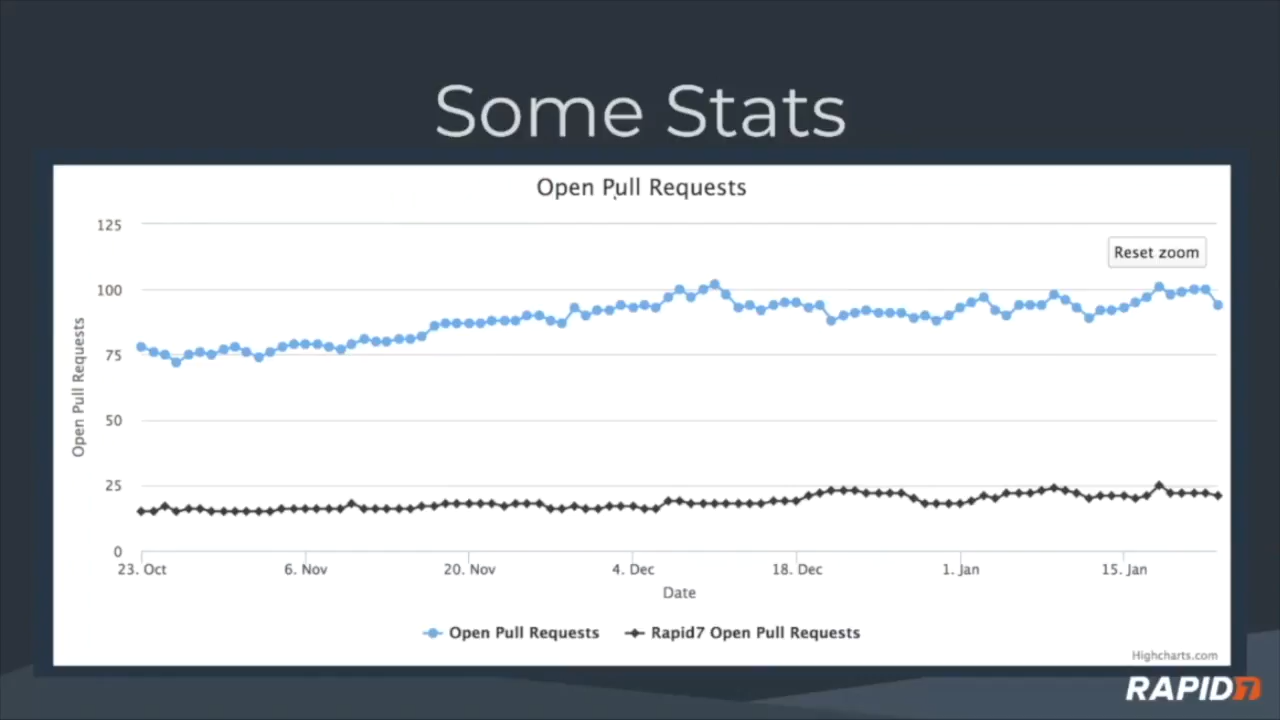 Some Stats
Open Pull Requests
125
Reset zoom
100
75
50
25
0
Open Pull Requests
23. Oct 6. Nov 20. Nov 4. Dec 18. Dec 1. Jan 15. Jan
Date
Open Pull Requests Rapid7 Open Pull Requests
Highcharts.com
RAPID7